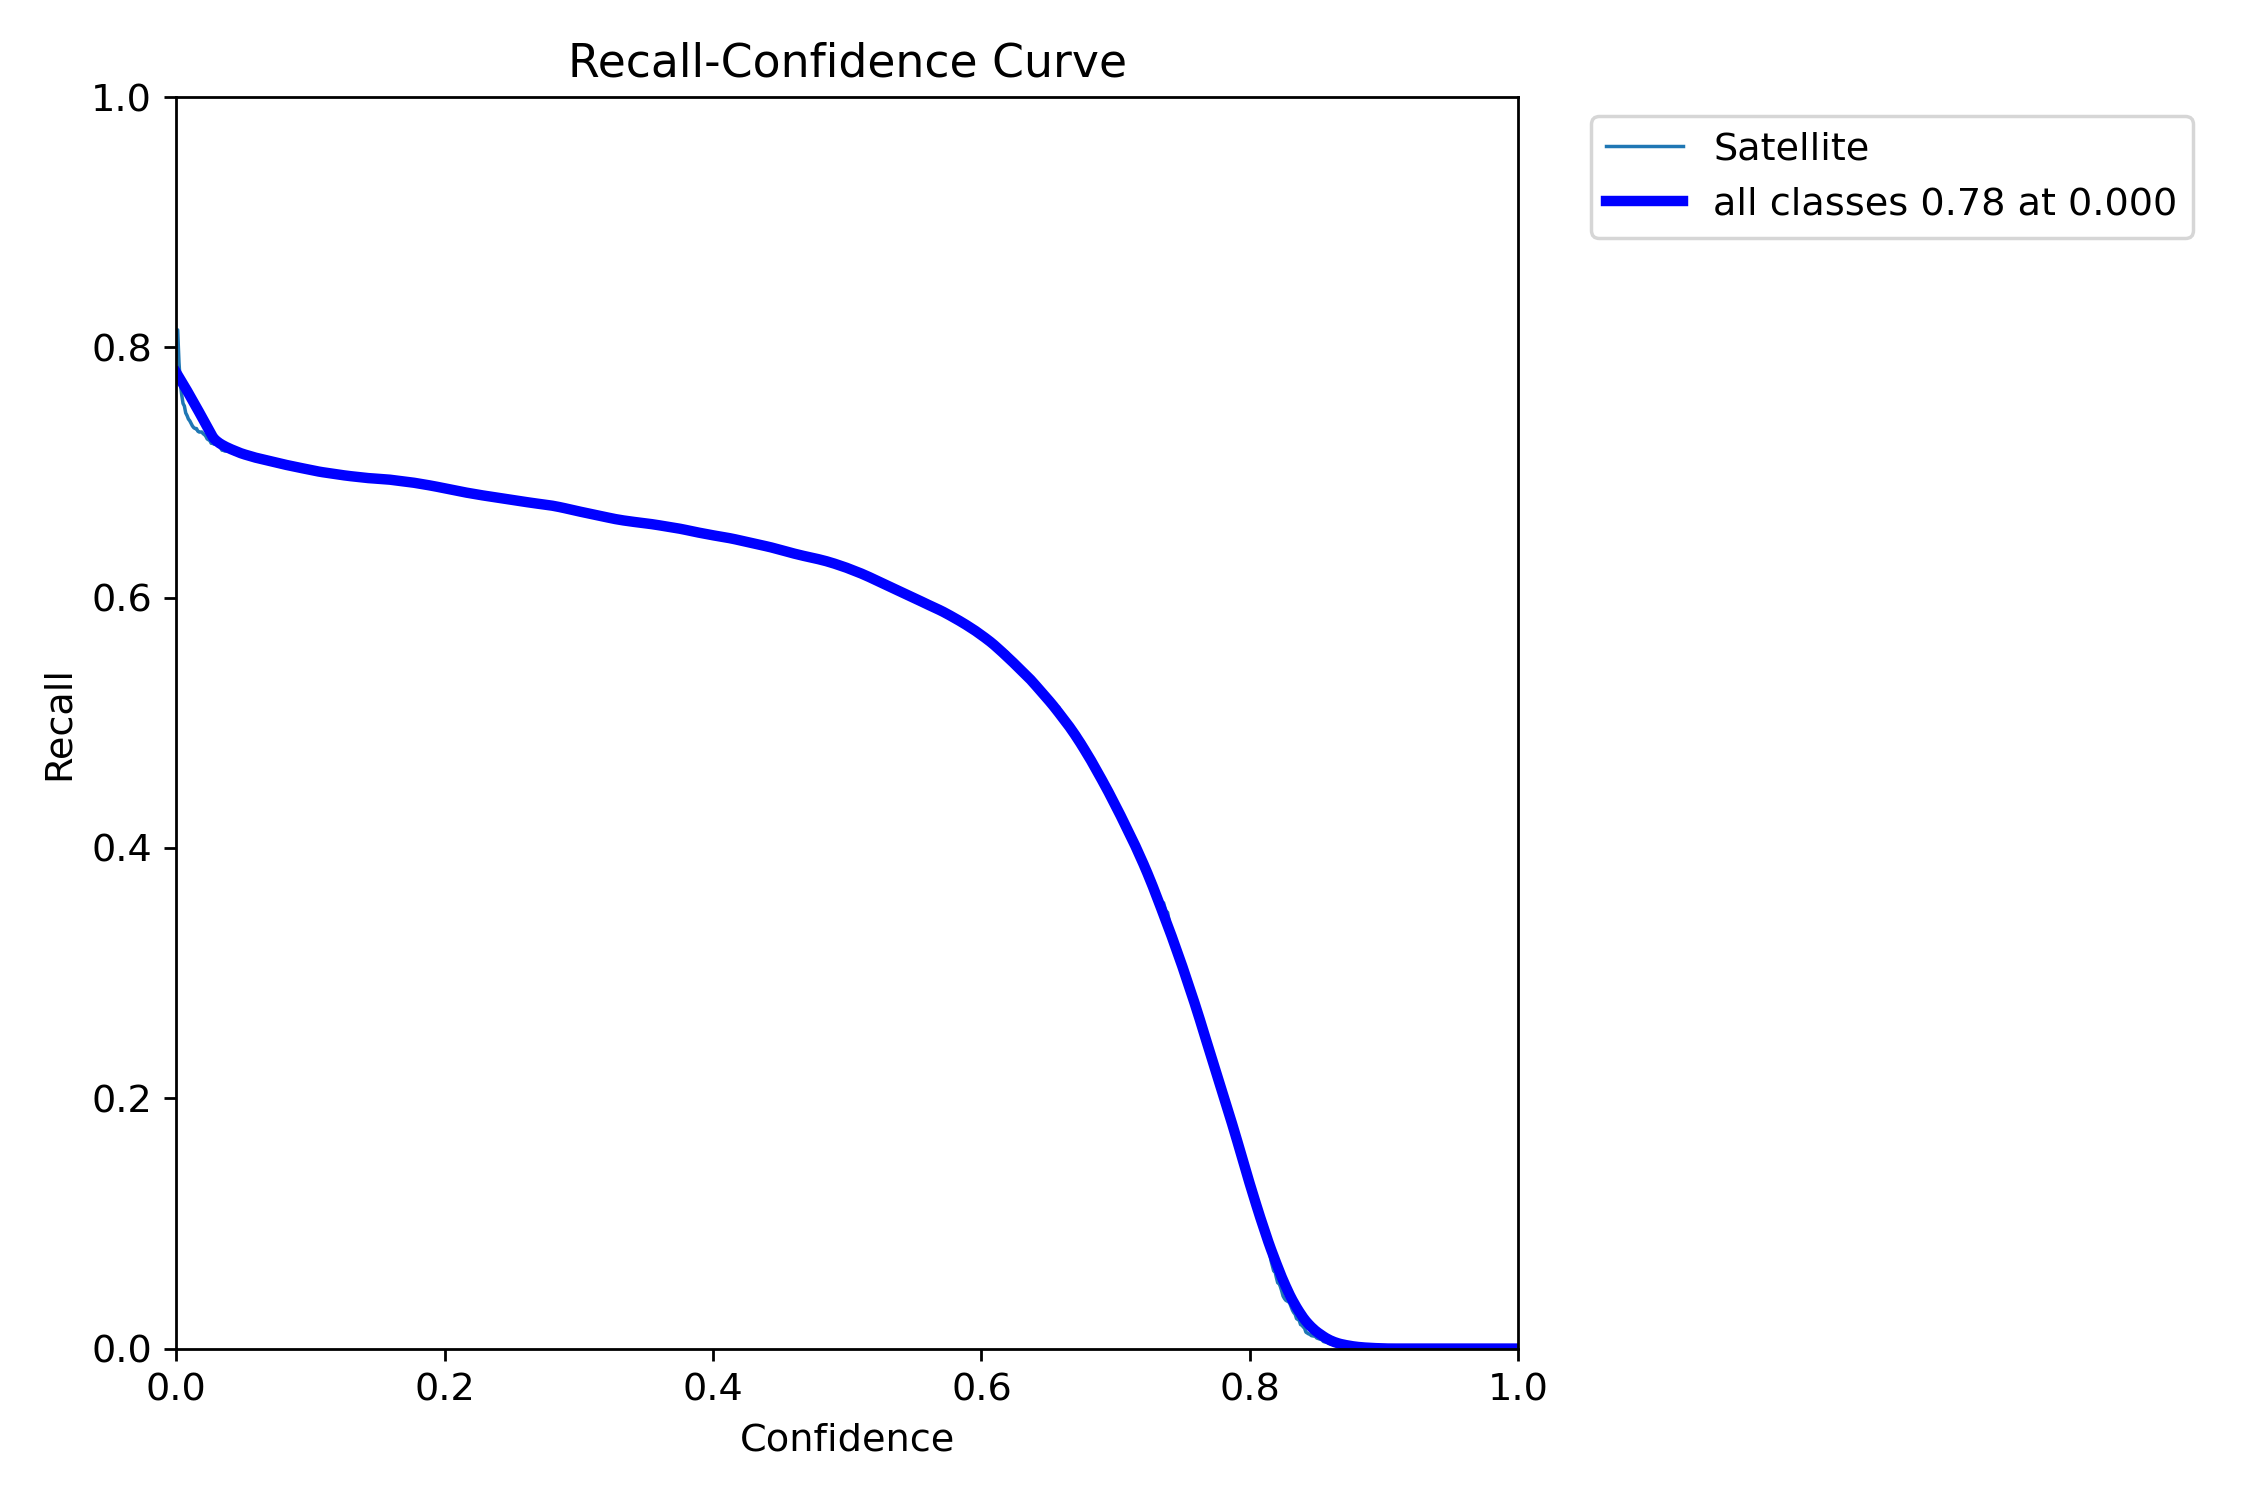 Recall-Confidence Curve
1.0
0.8
0.6
0.4
0.2
0.0
Recall
0.0 0.2 0.4 0.6 0.8 1.0
Confidence
Satellite
all classes 0.78 at 0.000